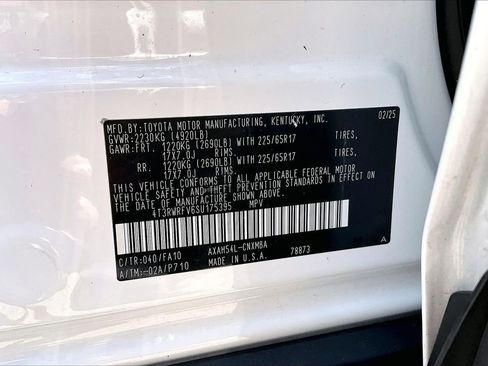 MFD.BY:TOYOTA MOTOR MANUFACTURING, KENTUCKY, INC. 02/25
GVWR:2230KG (4920LB)
GAWR:FRT. 1220KG (2690LB) WITH 225/65R17 TIRES,
17X7.0J RIMS.
RR. 1220KG (2690LB) WITH 225/65R17 TIRES,
17X7.0J RIMS.
THIS VEHICLE CONFORMS TO ALL APPLICABLE FEDERAL MOTOR
VEHICLE SAFETY AND THEFT PREVENTION STANDARDS IN EFFECT
ON THE DATE OF MANUFACTURE SHOWN ABOVE.
4T3RWRFV6SU175395 MPV
C/TR:040/FA10 AXAH54L-CNXMBA 78873
A/TM:-02A/P710 MADE IN U.S.A. A